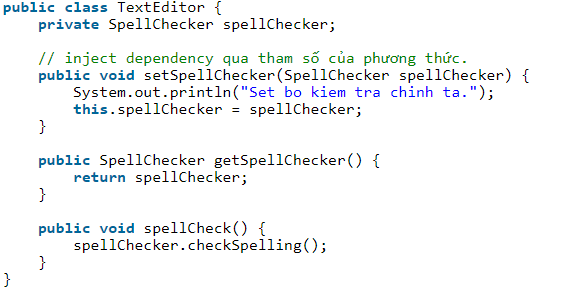 public class TextEditor {
private SpellChecker spellChecker;
// inject dependency qua tham số của phương thức.
public void setSpellChecker(SpellChecker spellChecker) {
System.out.println("Set bo kiem tra chinh ta.");
this.spellChecker = spellChecker;
}
public SpellChecker getSpellChecker() {
return spellChecker;
}
public void spellCheck() {
spellChecker.checkSpelling();
}
}